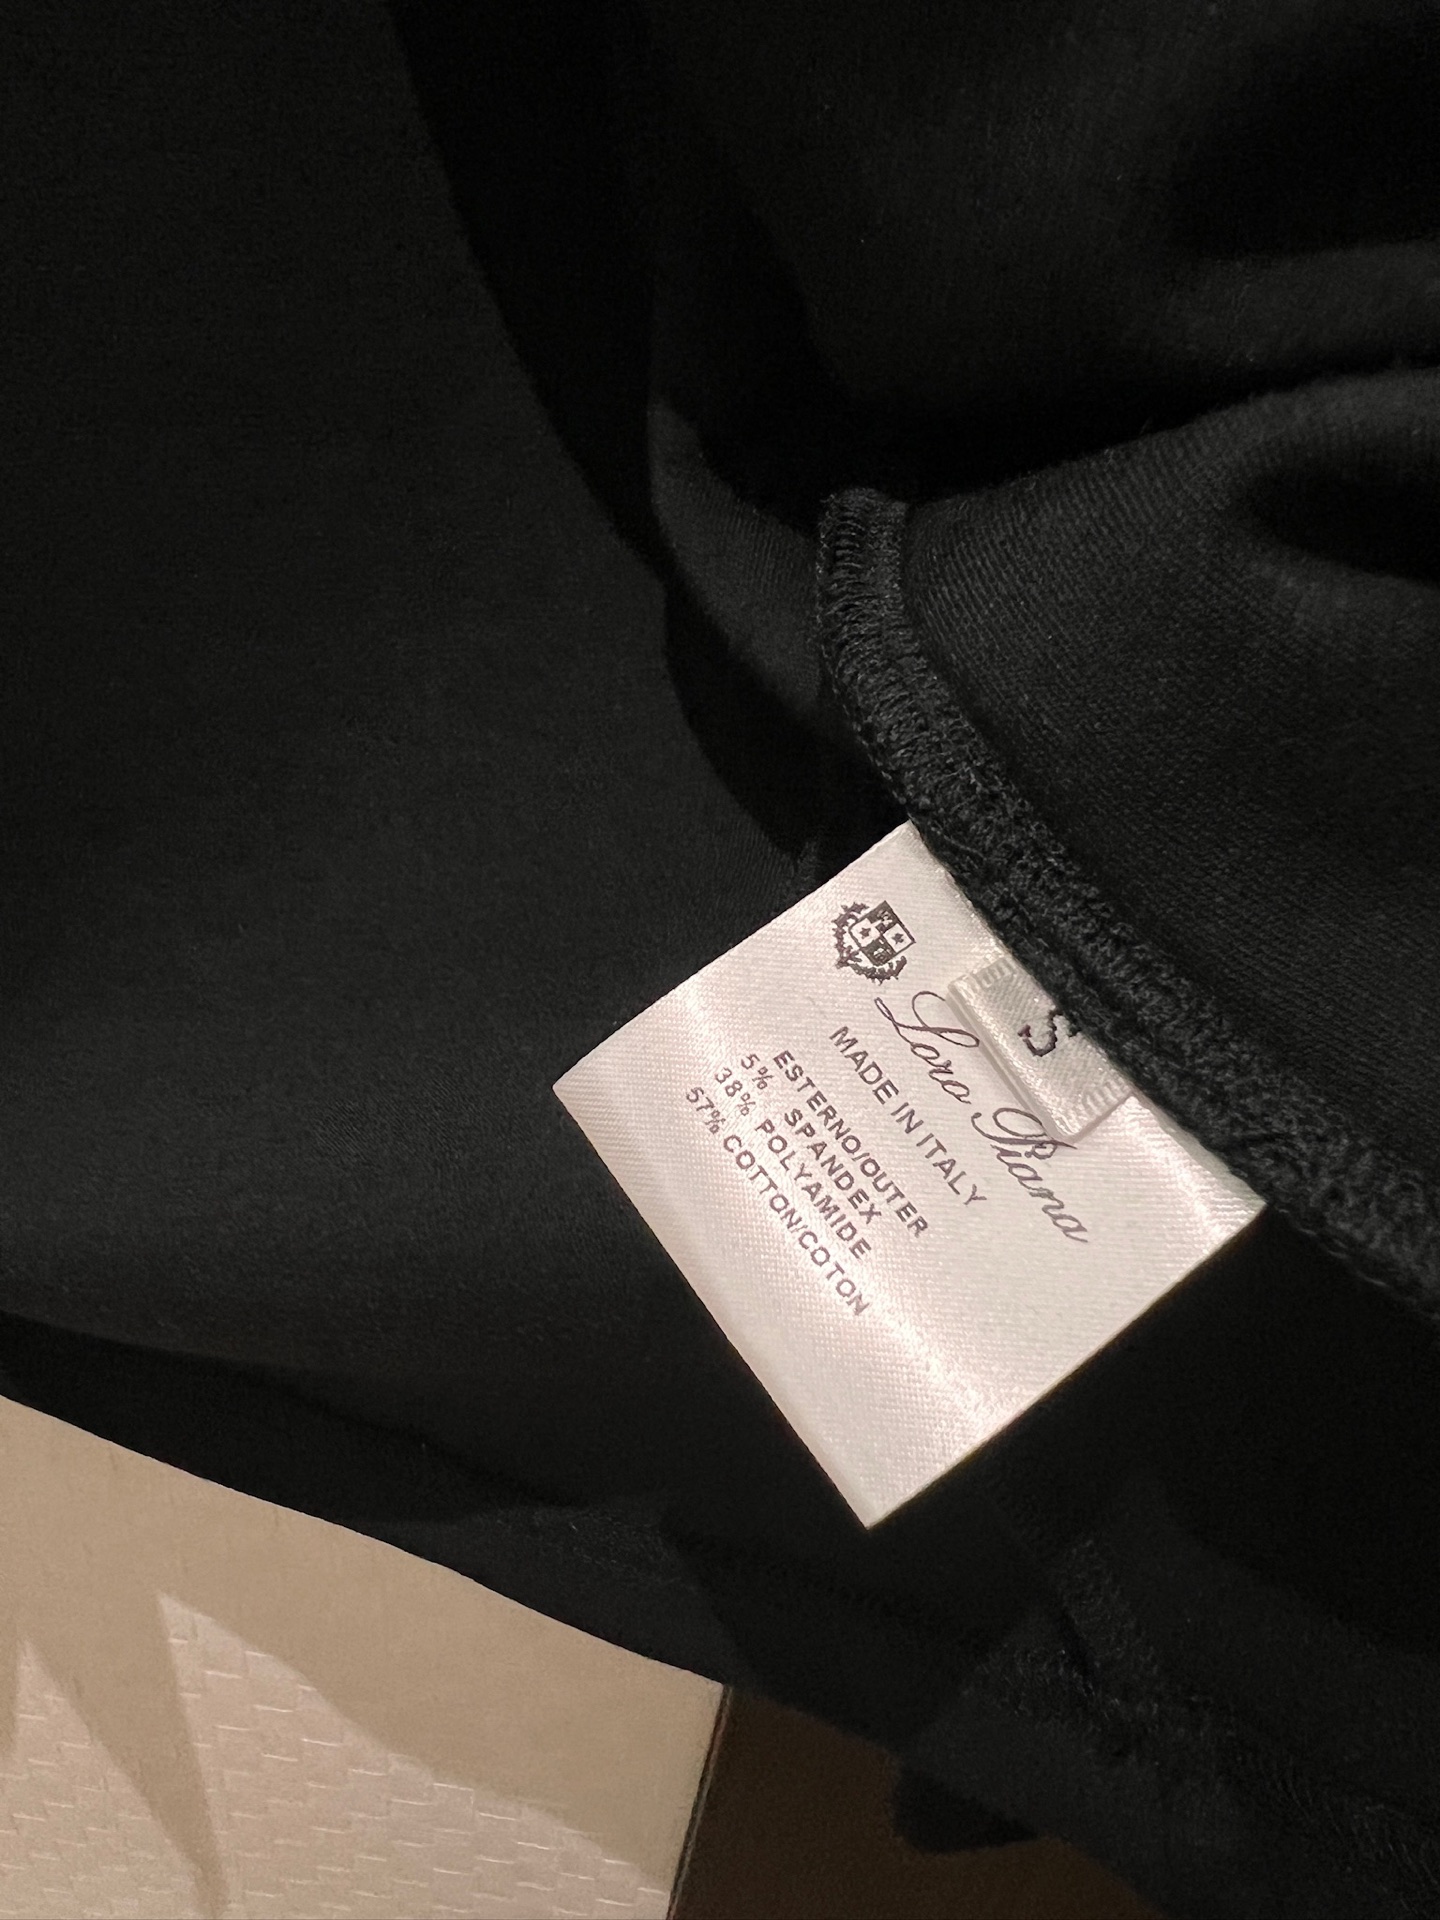 Loro Piana
S
MADE IN ITALY
ESTERNO/OUTER
5% SPANDEX
38% POLYAMIDE
57% COTTON/COTON